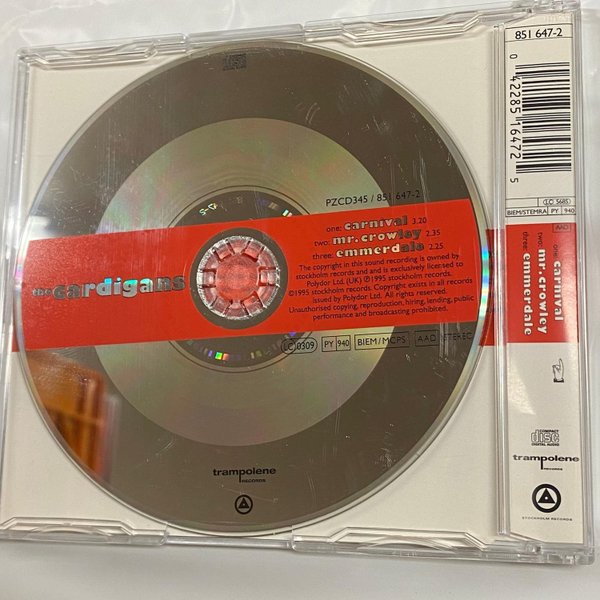 PZCD345 / 851 647-2
one: carnival 3.20
two: mr.crowley 2.35
three: emmerdale 2.25
the cardigans
The copyright in this sound recording is owned by
stockholm records and and is exclusively licensed to
Polydor Ltd. (UK) ℗1995 stockholm records.
©1995 stockholm records. Copyright exists in all records
issued by Polydor Ltd. All rights reserved.
Unauthorised copying, reproduction, hiring, lending, public
performance and broadcasting prohibited.
LC 0309 PY 940 BIEM/MCPS AAD STEREO
trampolene
RECORDS
851 647-2
0 42285 16472 5
LC 5685
BIEM/STEMRA PY 940
AAD
one: carnival
two: mr.crowley
three: emmerdale
COMPACT
disc
DIGITAL AUDIO
trampolene
RECORDS
STOCKHOLM RECORDS